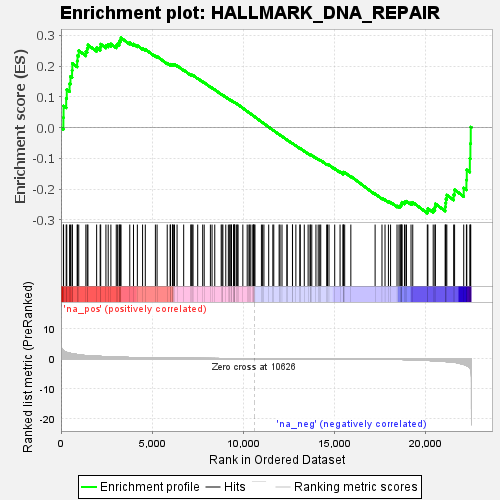 Enrichment plot: HALLMARK_DNA_REPAIR
Enrichment score (ES)
0.3
0.2
0.1
0.0
-0.1
-0.2
-0.3
'na_pos' (positively correlated)
Ranked list metric (PreRanked)
10
0
-10
-20
Zero cross at 10626
'na_neg' (negatively correlated)
0
5,000
10,000
15,000
20,000
Rank in Ordered Dataset
Enrichment profile
Hits
Ranking metric scores